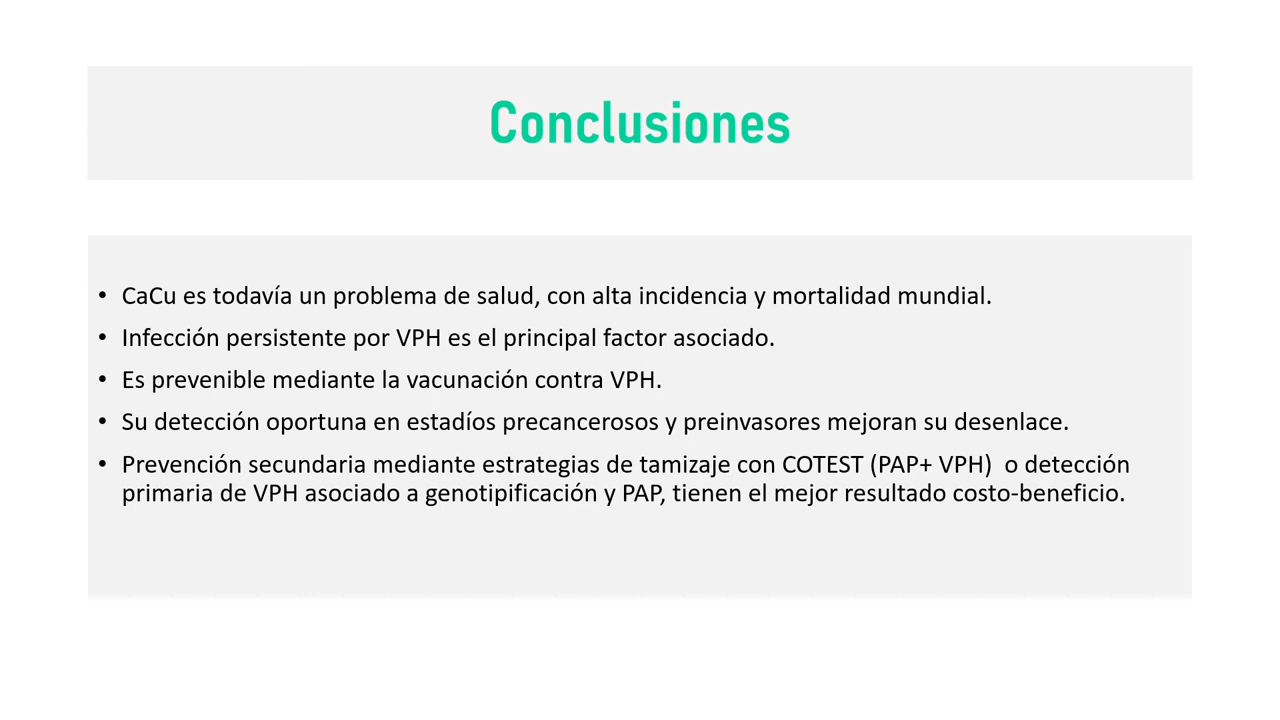 Conclusiones
• CaCu es todavía un problema de salud, con alta incidencia y mortalidad mundial.
• Infección persistente por VPH es el principal factor asociado.
• Es prevenible mediante la vacunación contra VPH.
• Su detección oportuna en estadíos precancerosos y preinvasores mejoran su desenlace.
• Prevención secundaria mediante estrategias de tamizaje con COTEST (PAP+ VPH)  o detección
primaria de VPH asociado a genotipificación y PAP, tienen el mejor resultado costo-beneficio.